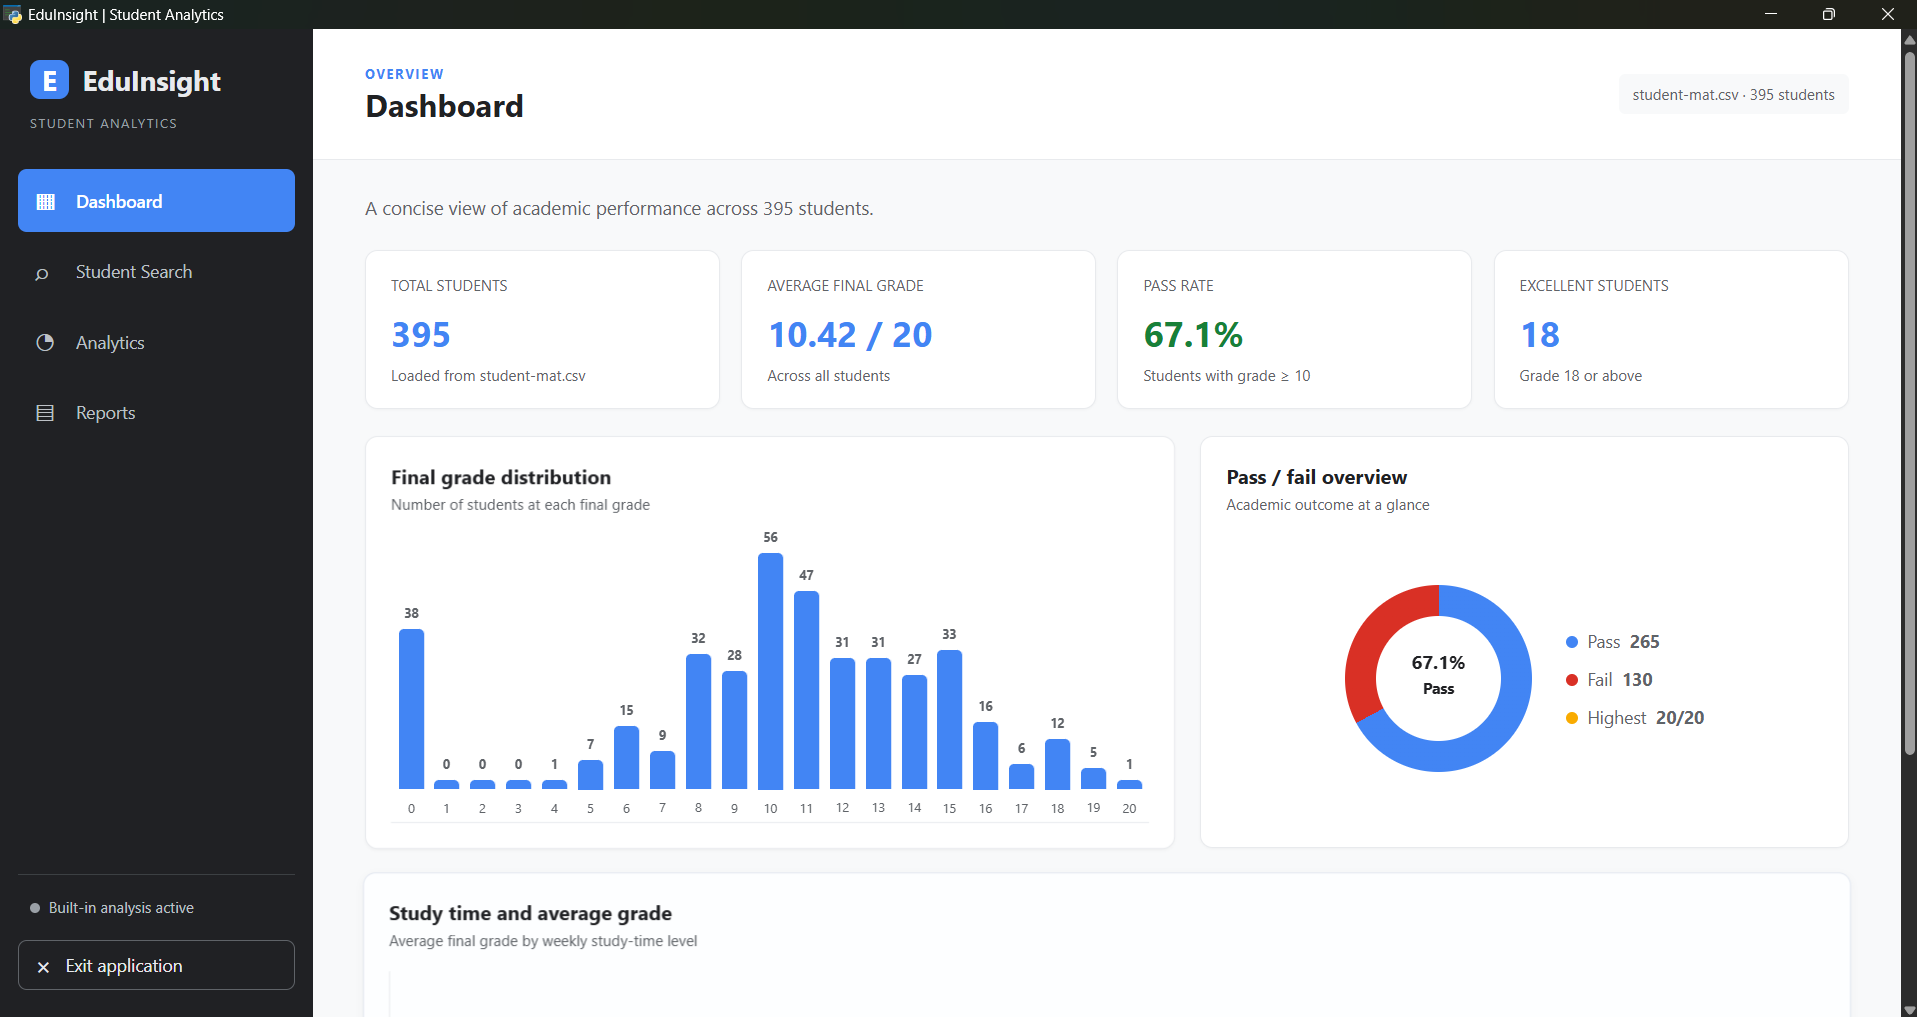 EduInsight | Student Analytics
E EduInsight
STUDENT ANALYTICS
Dashboard
Student Search
Analytics
Reports
Built-in analysis active
Exit application
OVERVIEW
Dashboard
student-mat.csv · 395 students
A concise view of academic performance across 395 students.
TOTAL STUDENTS
395
Loaded from student-mat.csv
AVERAGE FINAL GRADE
10.42 / 20
Across all students
PASS RATE
67.1%
Students with grade ≥ 10
EXCELLENT STUDENTS
18
Grade 18 or above
Final grade distribution
Number of students at each final grade
38 0 0 0 1 7 15 9 32 28 56 47 31 31 27 33 16 6 12 5 1
0 1 2 3 4 5 6 7 8 9 10 11 12 13 14 15 16 17 18 19 20
Pass / fail overview
Academic outcome at a glance
67.1%
Pass
Pass 265
Fail 130
Highest 20/20
Study time and average grade
Average final grade by weekly study-time level